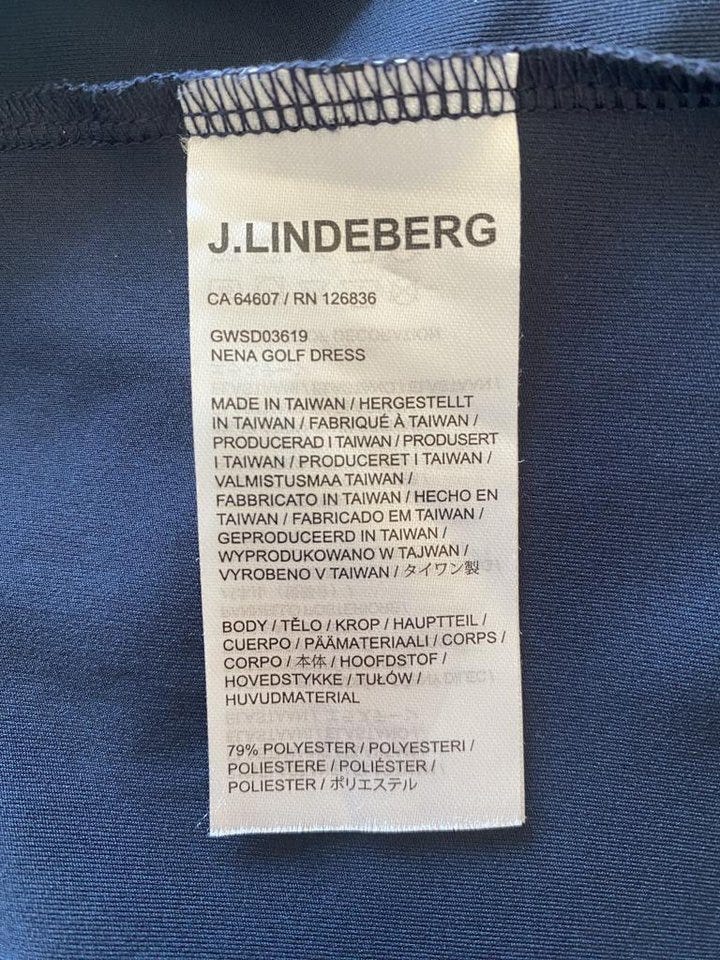 J.LINDEBERG
CA 64607 / RN 126836
GWSD03619
NENA GOLF DRESS
MADE IN TAIWAN / HERGESTELLT
IN TAIWAN / FABRIQUÉ À TAIWAN /
PRODUCERAD I TAIWAN / PRODUSERT
I TAIWAN / PRODUCERET I TAIWAN /
VALMISTUSMAA TAIWAN /
FABBRICATO IN TAIWAN / HECHO EN
TAIWAN / FABRICADO EM TAIWAN /
GEPRODUCEERD IN TAIWAN /
WYPRODUKOWANO W TAJWAN /
VYROBENO V TAIWAN / タイワン製
BODY / TĚLO / KROP / HAUPTTEIL /
CUERPO / PÄÄMATERIAALI / CORPS /
CORPO / 本体 / HOOFDSTOF /
HOVEDSTYKKE / TUŁÓW /
HUVUDMATERIAL
79% POLYESTER / POLYESTERI /
POLIESTERE / POLIÉSTER /
POLIESTER / ポリエステル